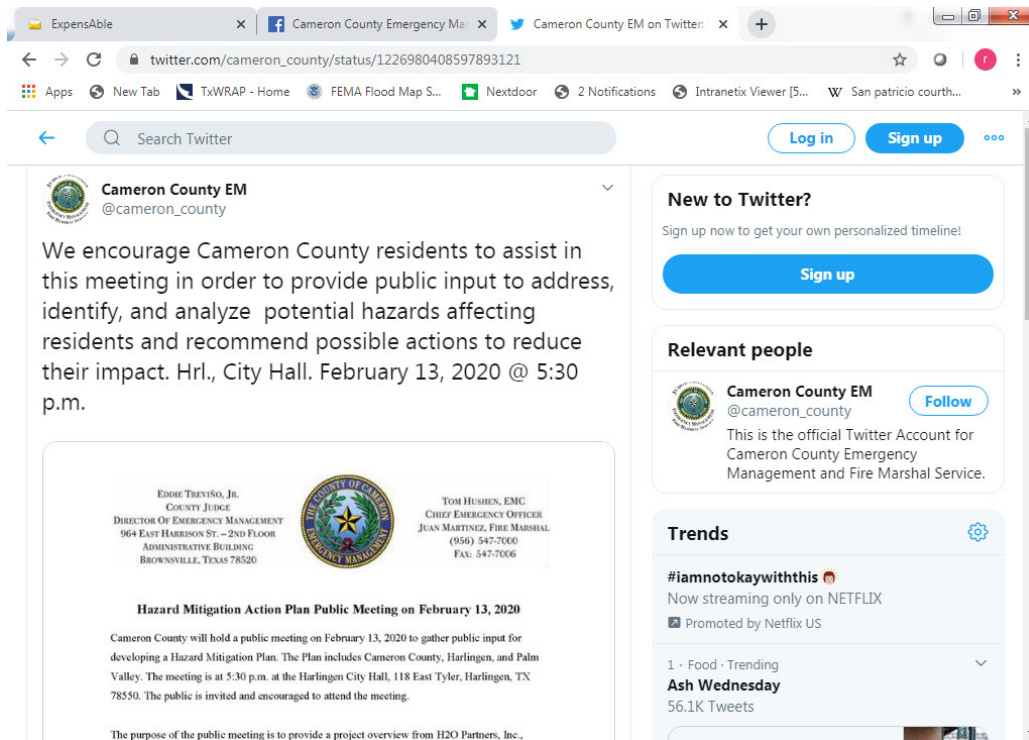 ExpensAble
Cameron County Emergency Mar
Cameron County EM on Twitter:
twitter.com/cameron_county/status/1226980408597893121
r
Apps
New Tab
TxWRAP - Home
FEMA Flood Map S...
Nextdoor
2 Notifications
Intranetix Viewer [5...
W San patricio courth...
»
Search Twitter
Log in
Sign up
Cameron County EM
@cameron_county
We encourage Cameron County residents to assist in
this meeting in order to provide public input to address,
identify, and analyze potential hazards affecting
residents and recommend possible actions to reduce
their impact. Hrl., City Hall. February 13, 2020 @ 5:30
p.m.
EDDIE TREVIÑO, JR.
COUNTY JUDGE
DIRECTOR OF EMERGENCY MANAGEMENT
964 EAST HARRISON ST. – 2ND FLOOR
ADMINISTRATIVE BUILDING
BROWNSVILLE, TEXAS 78520
THE COUNTY OF CAMERON
EMERGENCY MANAGEMENT
TOM HUSHEN, EMC
CHIEF EMERGENCY OFFICER
JUAN MARTINEZ, FIRE MARSHAL
(956) 547-7000
FAX: 547-7006
Hazard Mitigation Action Plan Public Meeting on February 13, 2020
Cameron County will hold a public meeting on February 13, 2020 to gather public input for
developing a Hazard Mitigation Plan. The Plan includes Cameron County, Harlingen, and Palm
Valley. The meeting is at 5:30 p.m. at the Harlingen City Hall, 118 East Tyler, Harlingen, TX
78550. The public is invited and encouraged to attend the meeting.
The purpose of the public meeting is to provide a project overview from H2O Partners, Inc.,
New to Twitter?
Sign up now to get your own personalized timeline!
Sign up
Relevant people
Cameron County EM
@cameron_county
Follow
This is the official Twitter Account for
Cameron County Emergency
Management and Fire Marshal Service.
Trends
#iamnotokaywiththis
Now streaming only on NETFLIX
Promoted by Netflix US
1 · Food · Trending
Ash Wednesday
56.1K Tweets